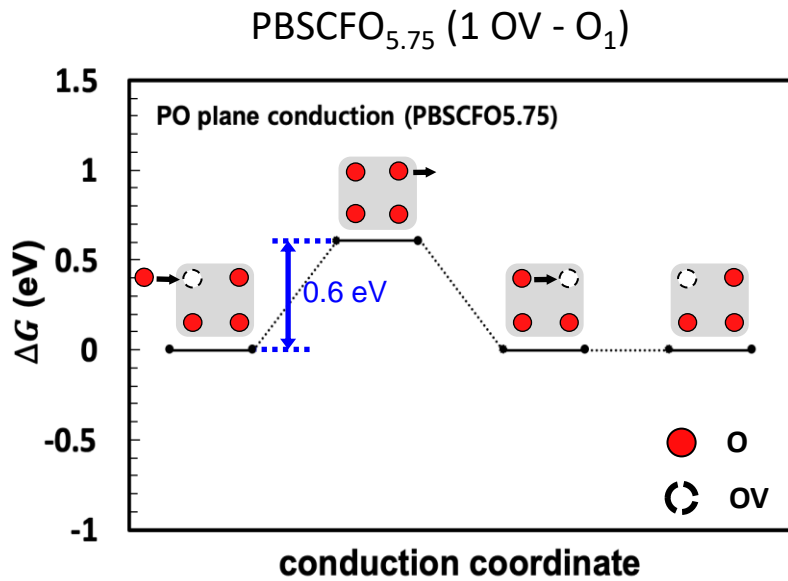 PBSCFO₅.₇₅ (1 OV - O₁)
PO plane conduction (PBSCFO5.75)
1.5
1
0.5
0
-0.5
-1
ΔG (eV)
0.6 eV
O
OV
conduction coordinate